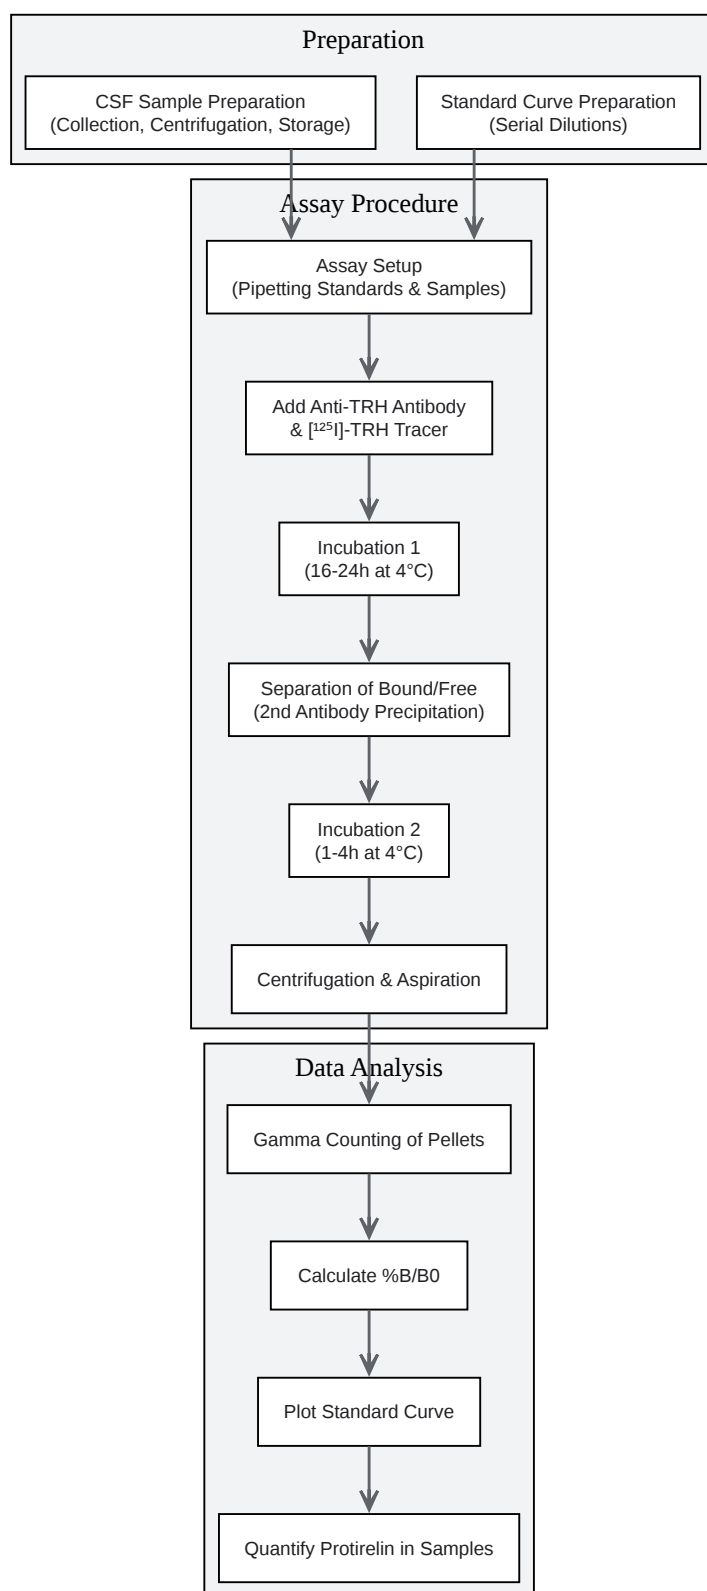 Preparation
CSF Sample Preparation
(Collection, Centrifugation, Storage)
Standard Curve Preparation
(Serial Dilutions)
Assay Procedure
Assay Setup
(Pipetting Standards & Samples)
Add Anti-TRH Antibody
& [¹²⁵I]-TRH Tracer
Incubation 1
(16-24h at 4°C)
Separation of Bound/Free
(2nd Antibody Precipitation)
Incubation 2
(1-4h at 4°C)
Centrifugation & Aspiration
Data Analysis
Gamma Counting of Pellets
Calculate %B/B0
Plot Standard Curve
Quantify Protirelin in Samples